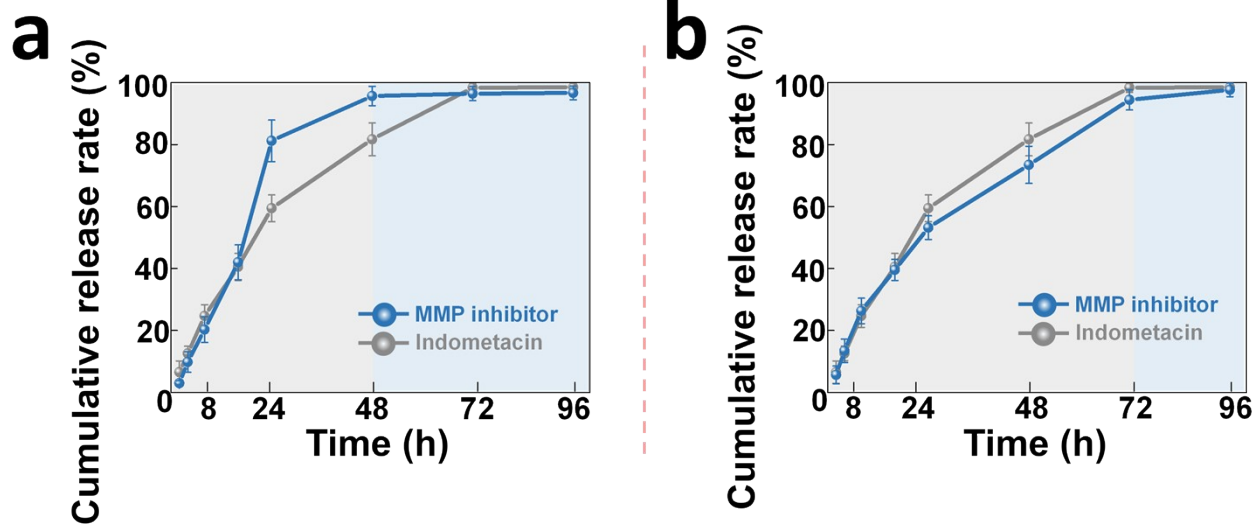 a
Cumulative release rate (%)
100
80
60
40
20
0
8 24 48 72 96
Time (h)
MMP inhibitor
Indometacin
b
Cumulative release rate (%)
100
80
60
40
20
0
8 24 48 72 96
Time (h)
MMP inhibitor
Indometacin